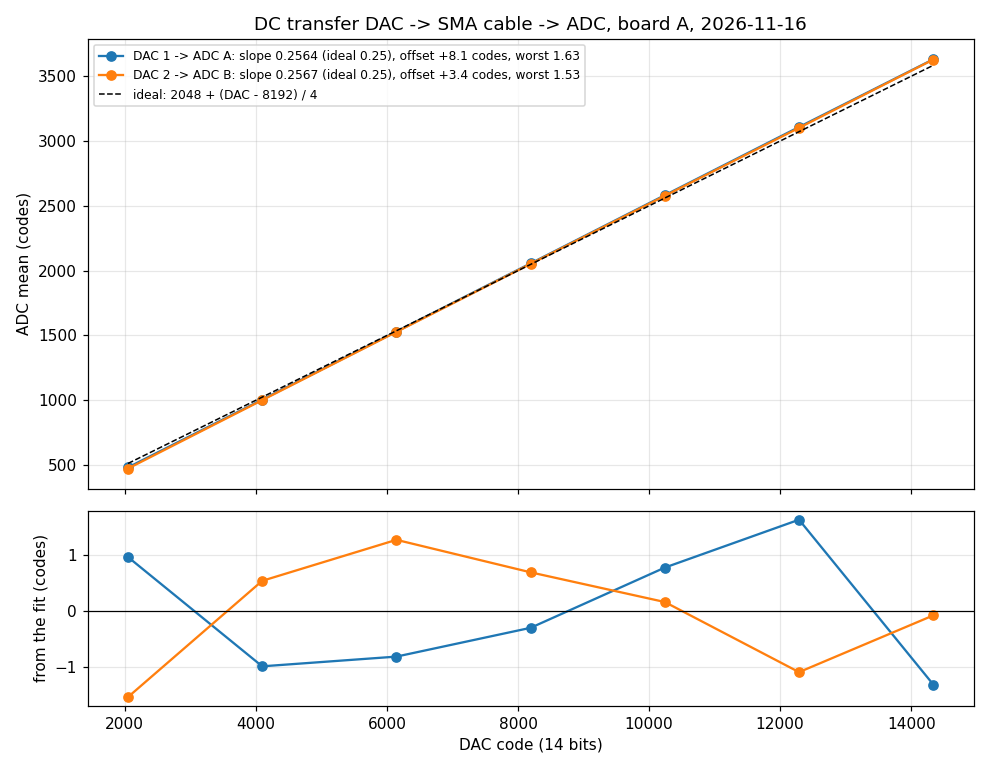 DC transfer DAC -> SMA cable -> ADC, board A, 2026-11-16
DAC 1 -> ADC A: slope 0.2564 (ideal 0.25), offset +8.1 codes, worst 1.63
DAC 2 -> ADC B: slope 0.2567 (ideal 0.25), offset +3.4 codes, worst 1.53
ideal: 2048 + (DAC - 8192) / 4
ADC mean (codes)
3500
3000
2500
2000
1500
1000
500
from the fit (codes)
1
0
−1
2000 4000 6000 8000 10000 12000 14000
DAC code (14 bits)